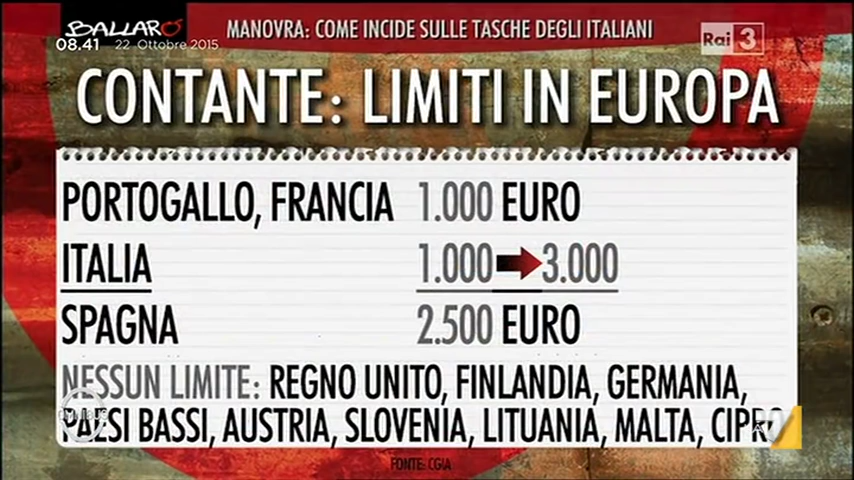 BALLARÒ
MANOVRA: COME INCIDE SULLE TASCHE DEGLI ITALIANI
08.41 22 Ottobre 2015
Rai 3
CONTANTE: LIMITI IN EUROPA
PORTOGALLO, FRANCIA 1.000 EURO
ITALIA 1.000 3.000
SPAGNA 2.500 EURO
NESSUN LIMITE: REGNO UNITO, FINLANDIA, GERMANIA,
omnibus
PAESI BASSI, AUSTRIA, SLOVENIA, LITUANIA, MALTA, CIPRO
FONTE: CGIA